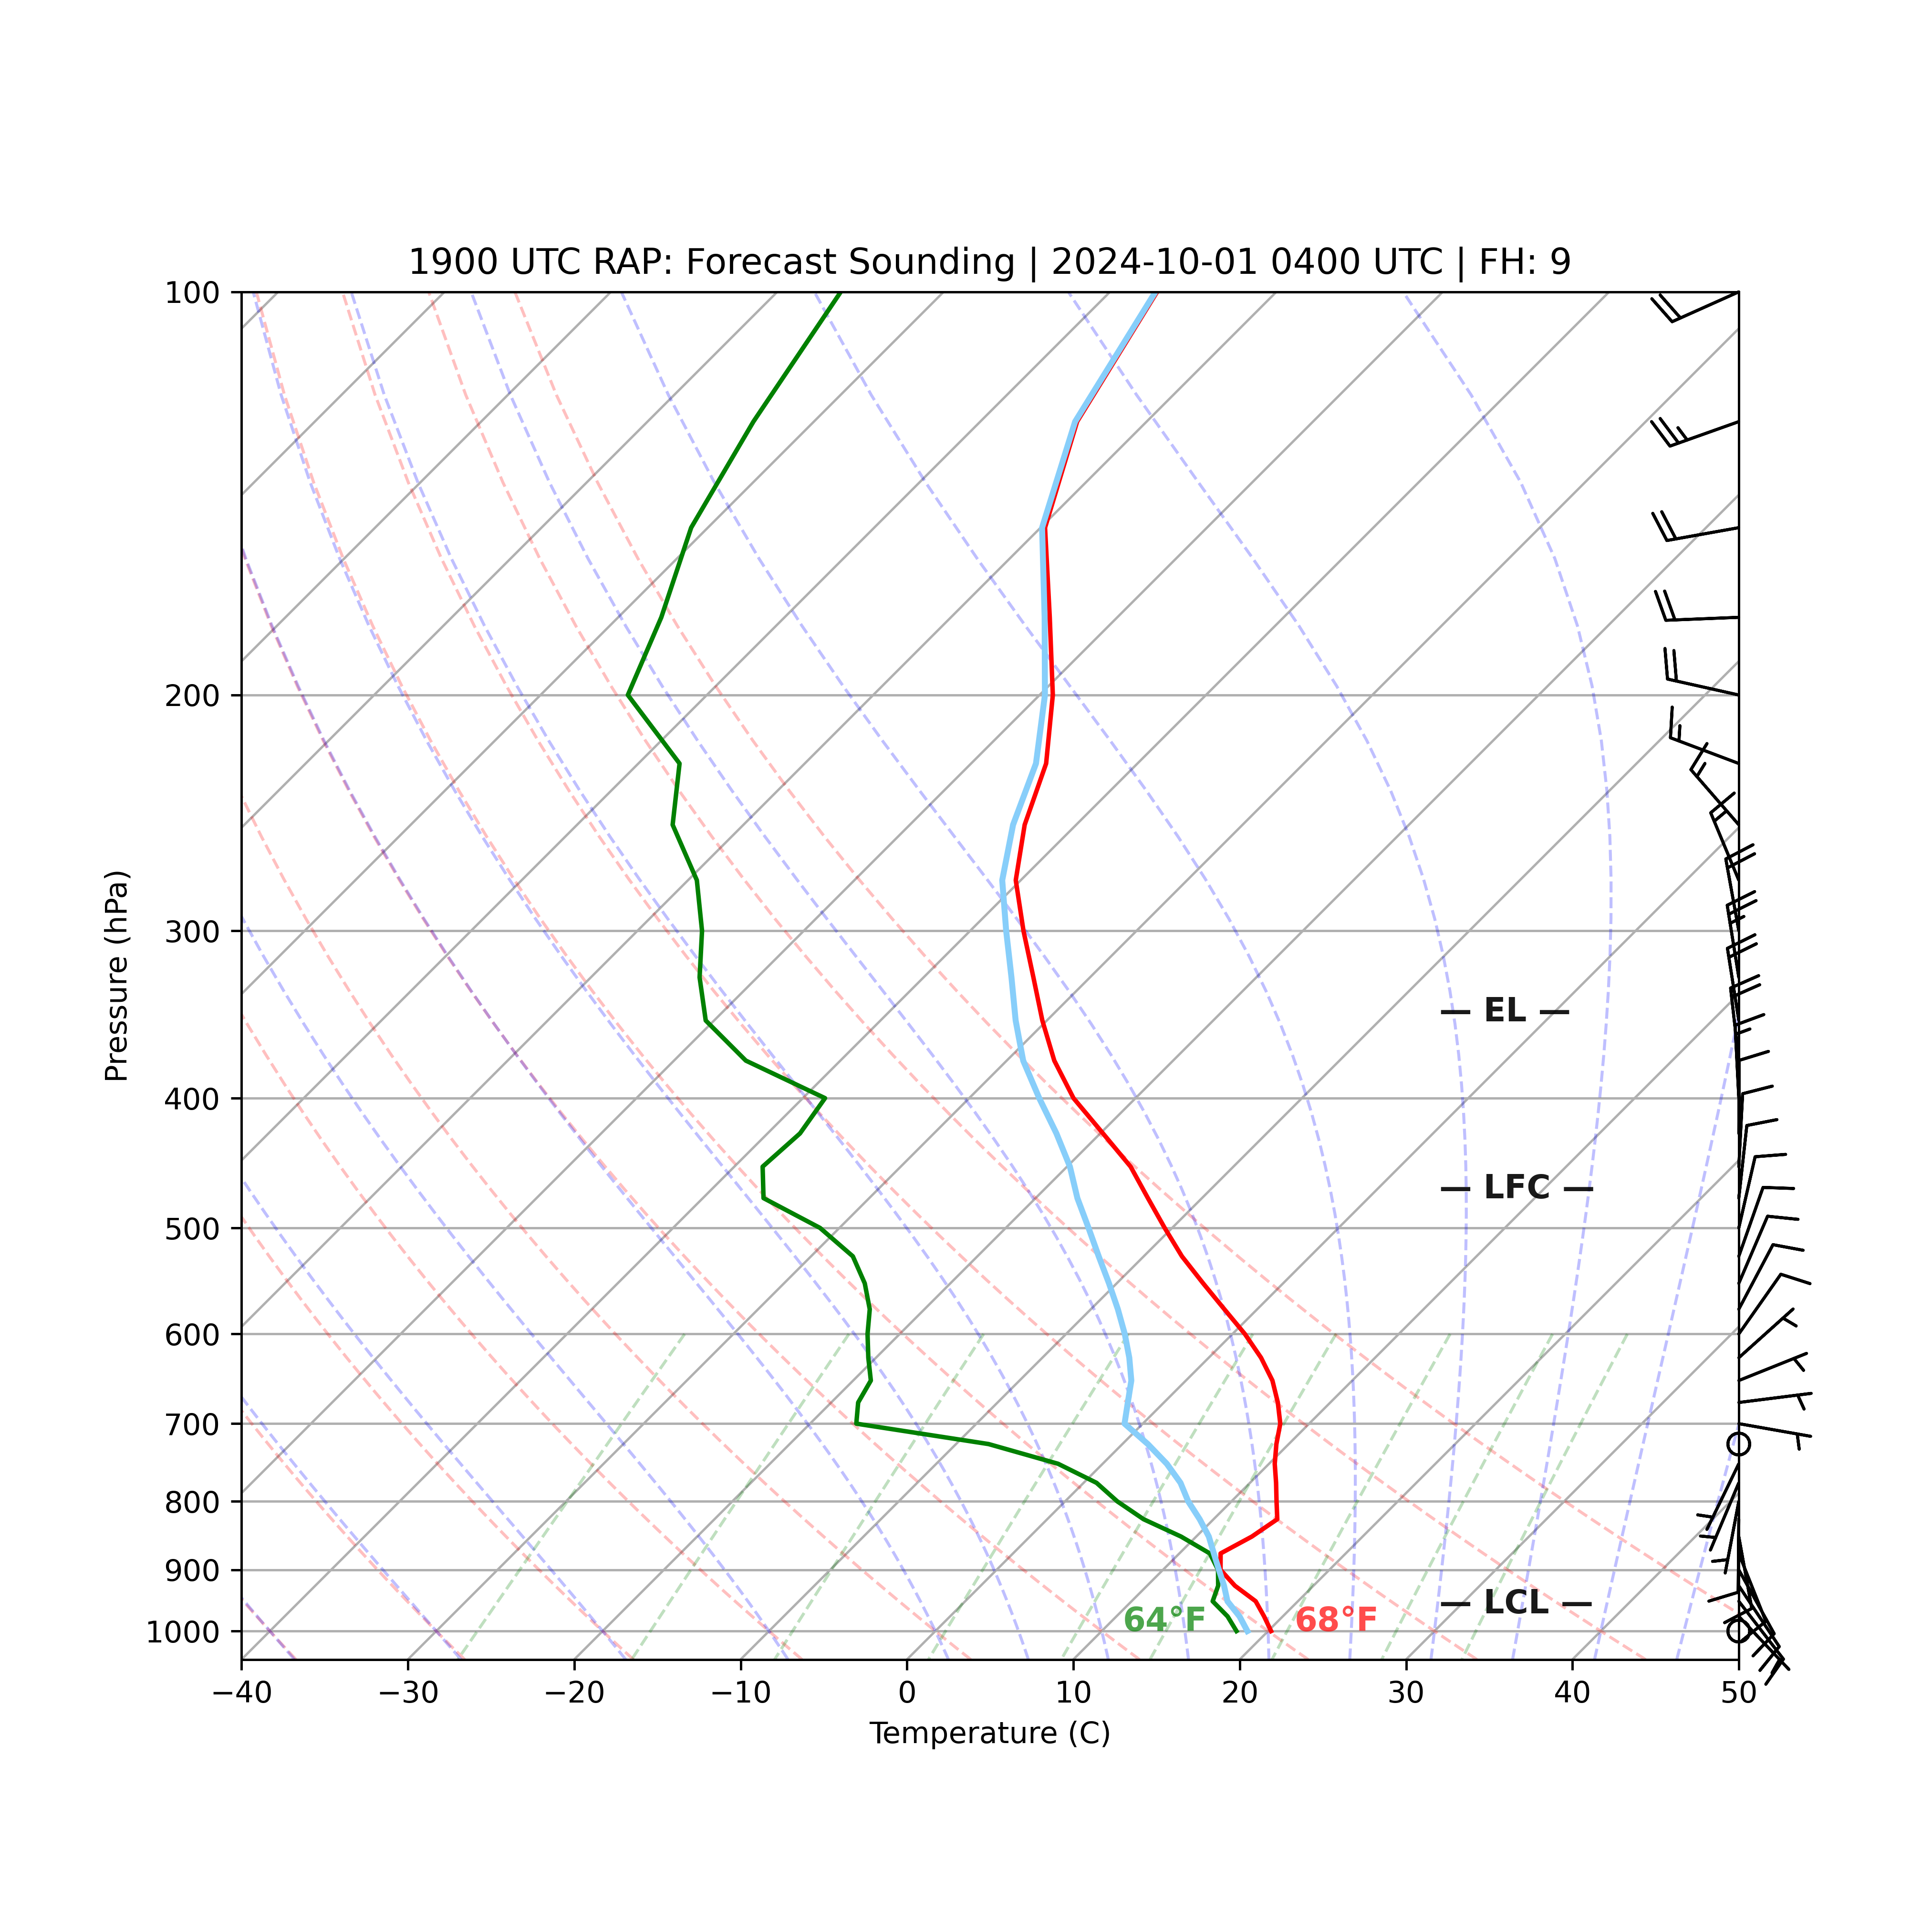 1900 UTC RAP: Forecast Sounding | 2024-10-01 0400 UTC | FH: 9
100
200
300
400
500
600
700
800
900
1000
Pressure (hPa)
— EL —
— LFC —
— LCL —
64°F
68°F
−40 −30 −20 −10 0 10 20 30 40 50
Temperature (C)